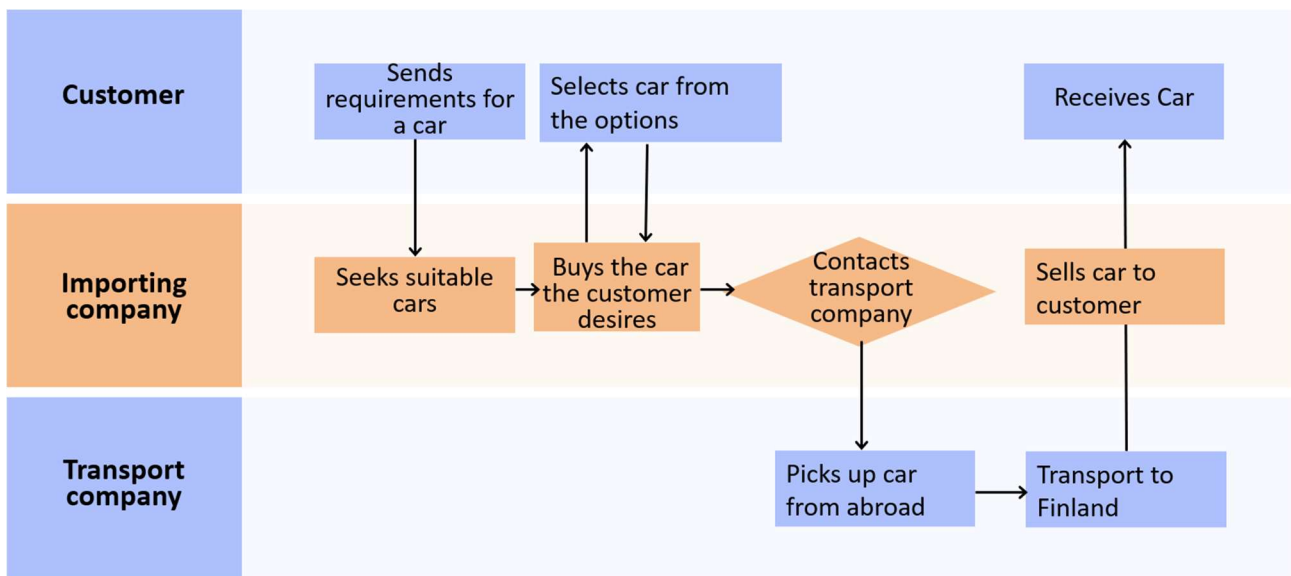 Customer
Sends
requirements for
a car
Selects car from
the options
Receives Car
Importing
company
Seeks suitable
cars
Buys the car
the customer
desires
Contacts
transport
company
Sells car to
customer
Transport
company
Picks up car
from abroad
Transport to
Finland